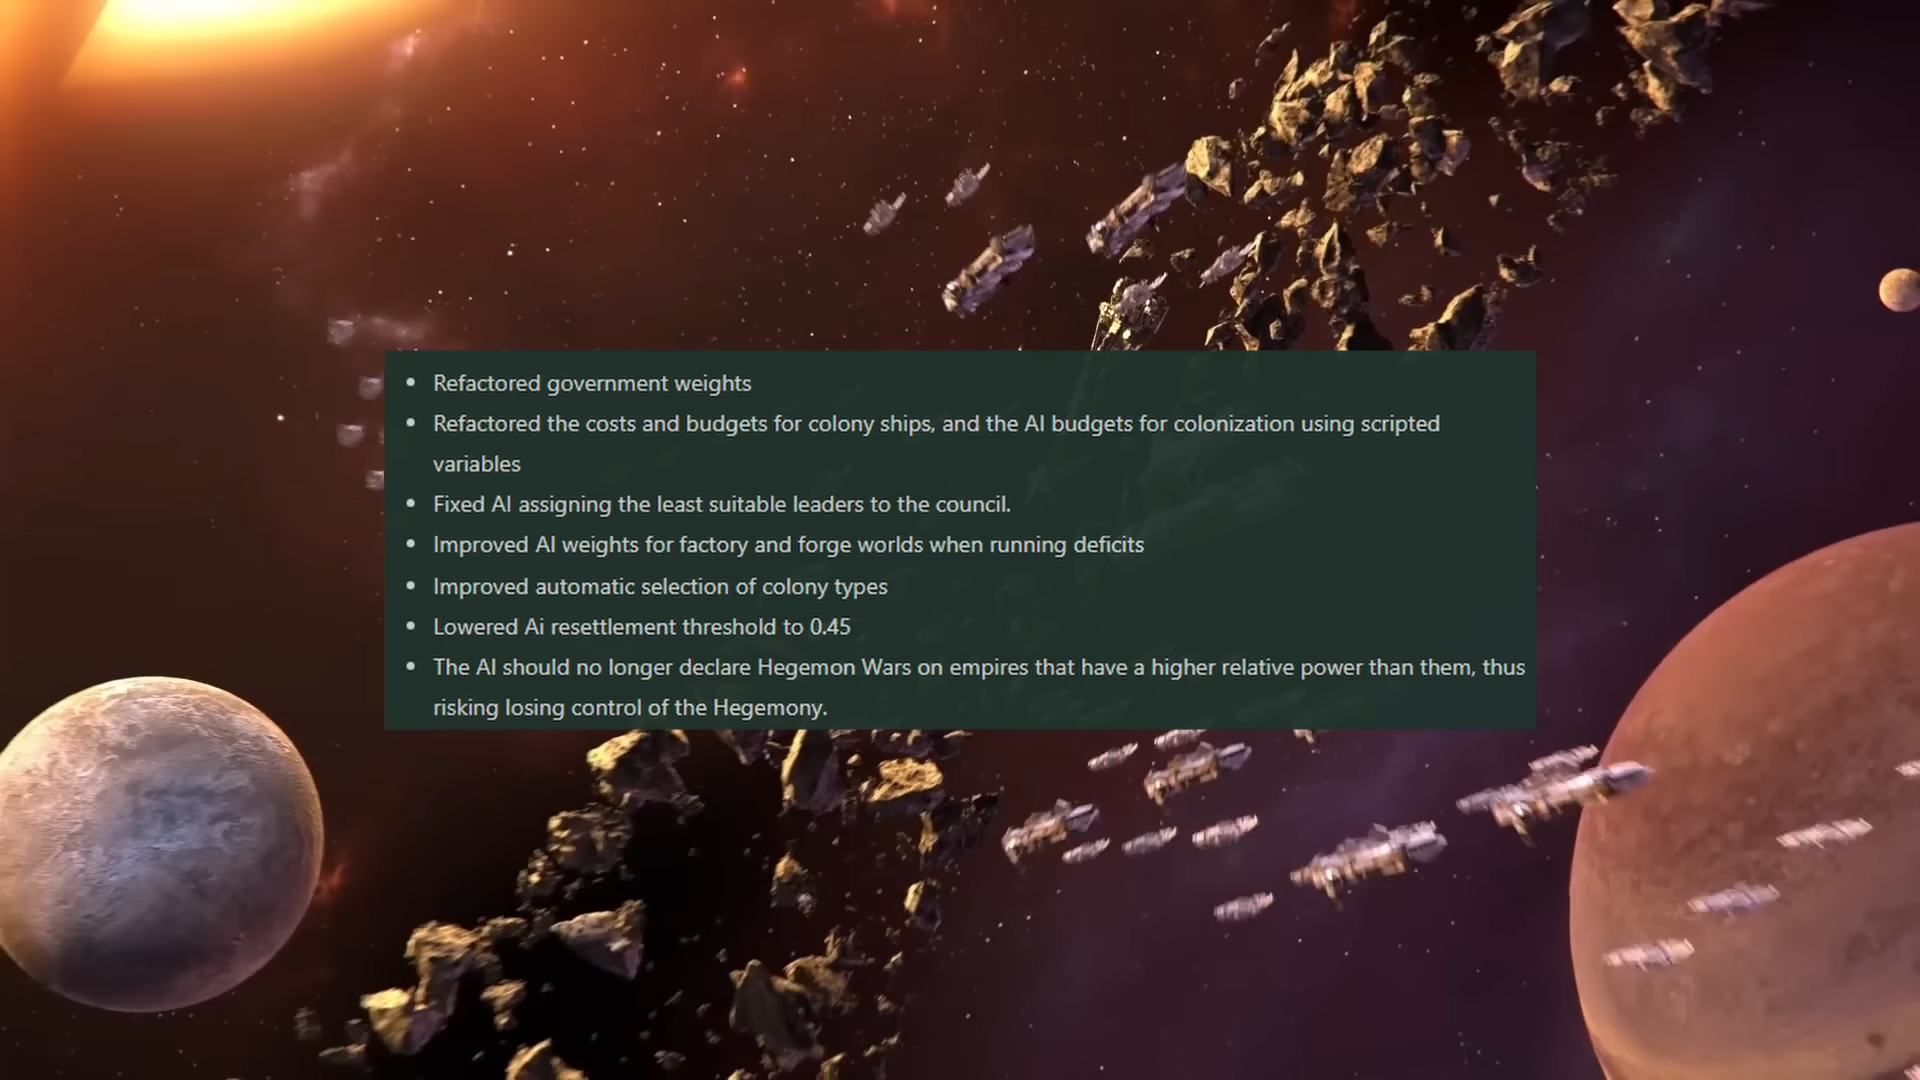 • Refactored government weights
• Refactored the costs and budgets for colony ships, and the AI budgets for colonization using scripted
variables
• Fixed AI assigning the least suitable leaders to the council.
• Improved AI weights for factory and forge worlds when running deficits
• Improved automatic selection of colony types
• Lowered Ai resettlement threshold to 0.45
• The AI should no longer declare Hegemon Wars on empires that have a higher relative power than them, thus
risking losing control of the Hegemony.